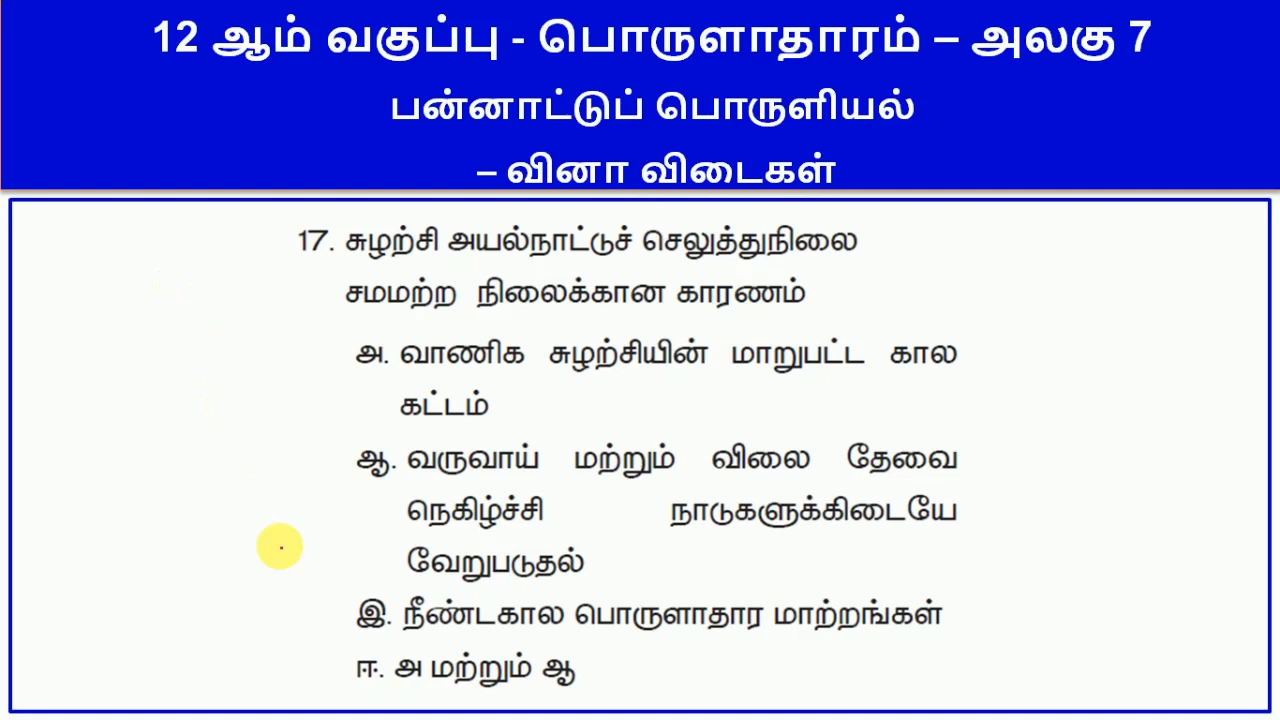 12 ஆம் வகுப்பு - பொருளாதாரம் – அலகு 7
பன்னாட்டுப் பொருளியல்
– வினா விடைகள்
17. சுழற்சி அயல்நாட்டுச் செலுத்துநிலை
சமமற்ற நிலைக்கான காரணம்
அ. வாணிக சுழற்சியின் மாறுபட்ட கால
கட்டம்
ஆ. வருவாய் மற்றும் விலை தேவை
நெகிழ்ச்சி நாடுகளுக்கிடையே
வேறுபடுதல்
இ. நீண்டகால பொருளாதார மாற்றங்கள்
ஈ. அ மற்றும் ஆ